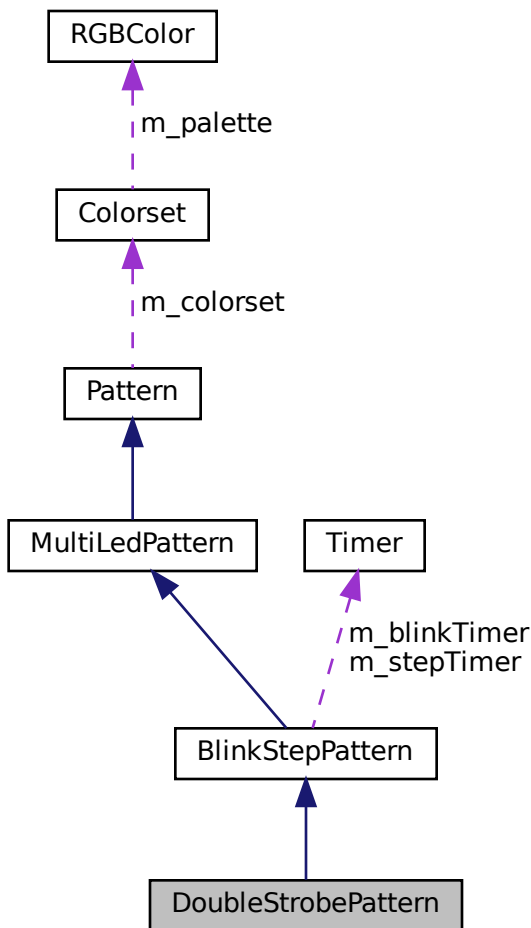 RGBColor
m_palette
Colorset
m_colorset
Pattern
MultiLedPattern
Timer
m_blinkTimer
m_stepTimer
BlinkStepPattern
DoubleStrobePattern